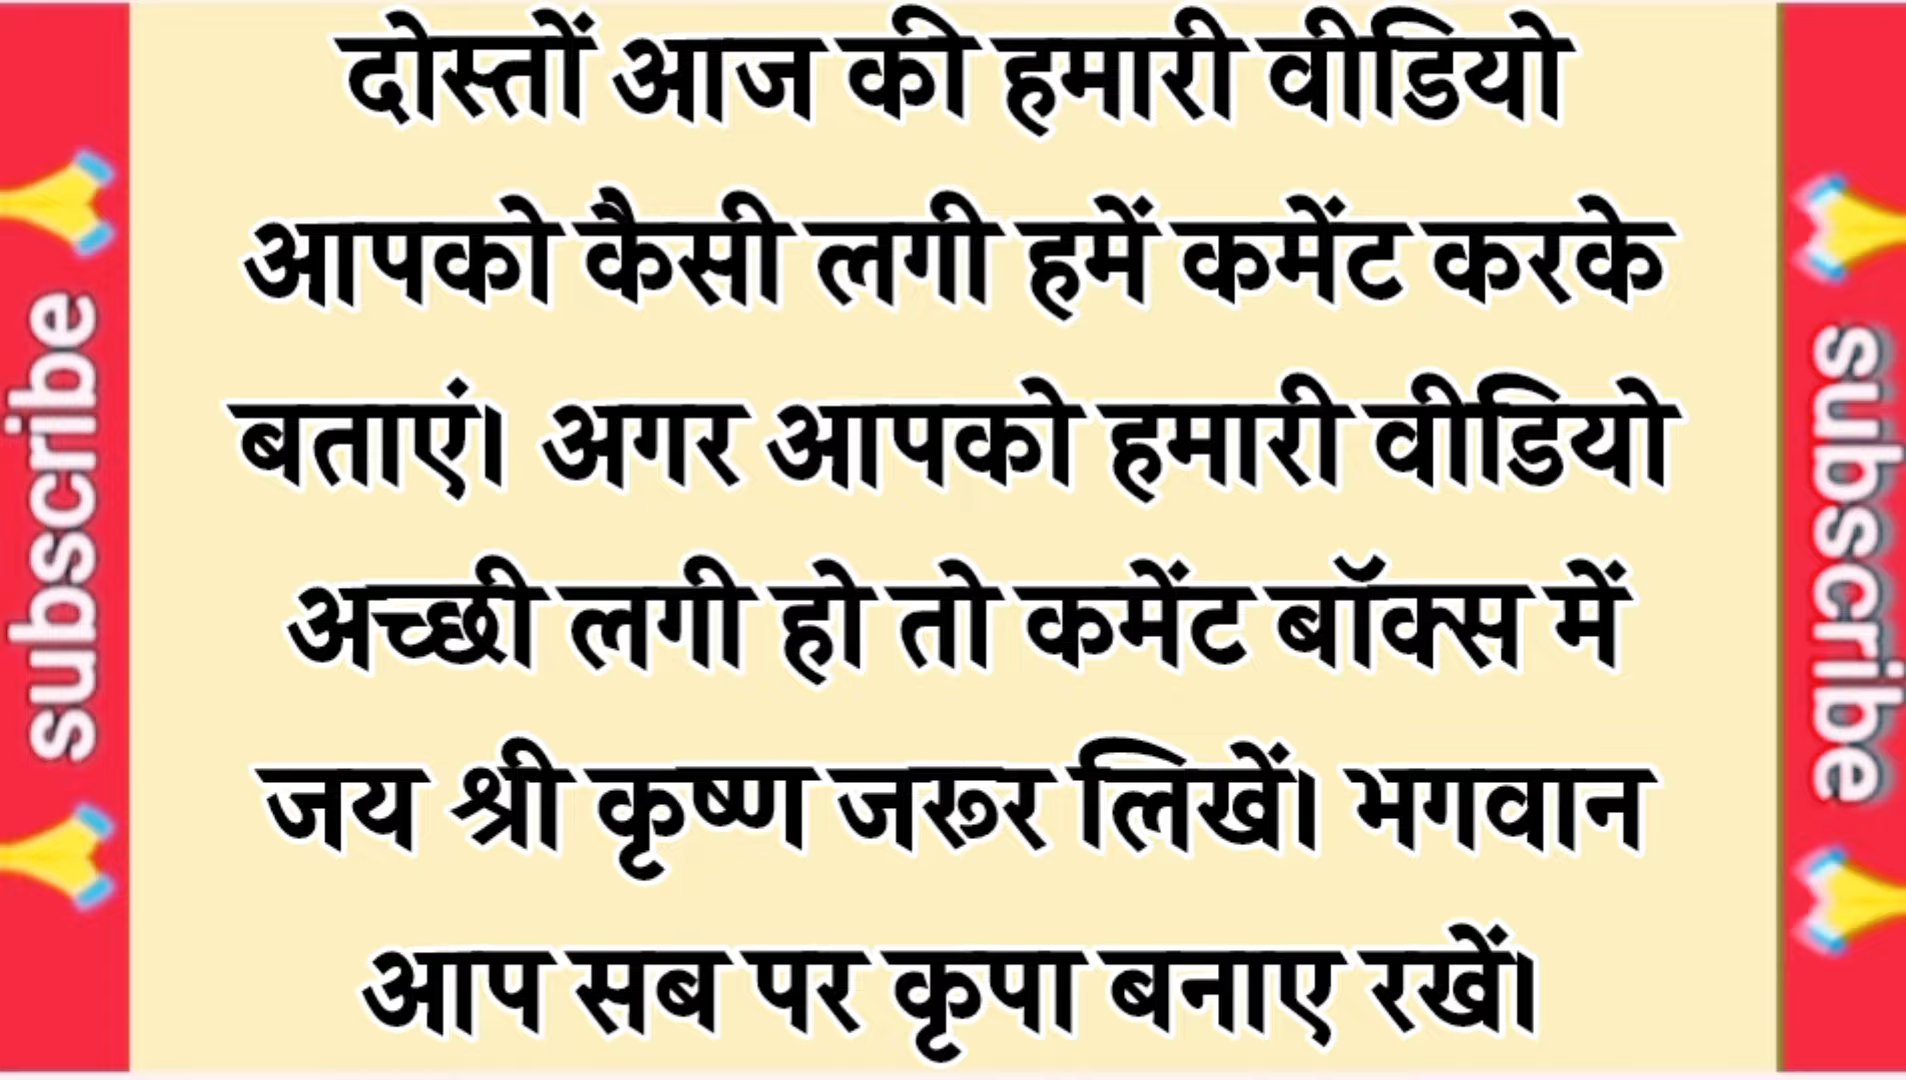 दोस्तों आज की हमारी वीडियो
आपको कैसी लगी हमें कमेंट करके
बताएं। अगर आपको हमारी वीडियो
अच्छी लगी हो तो कमेंट बॉक्स में
जय श्री कृष्ण जरूर लिखें। भगवान
आप सब पर कृपा बनाए रखें।
subscribe
subscribe